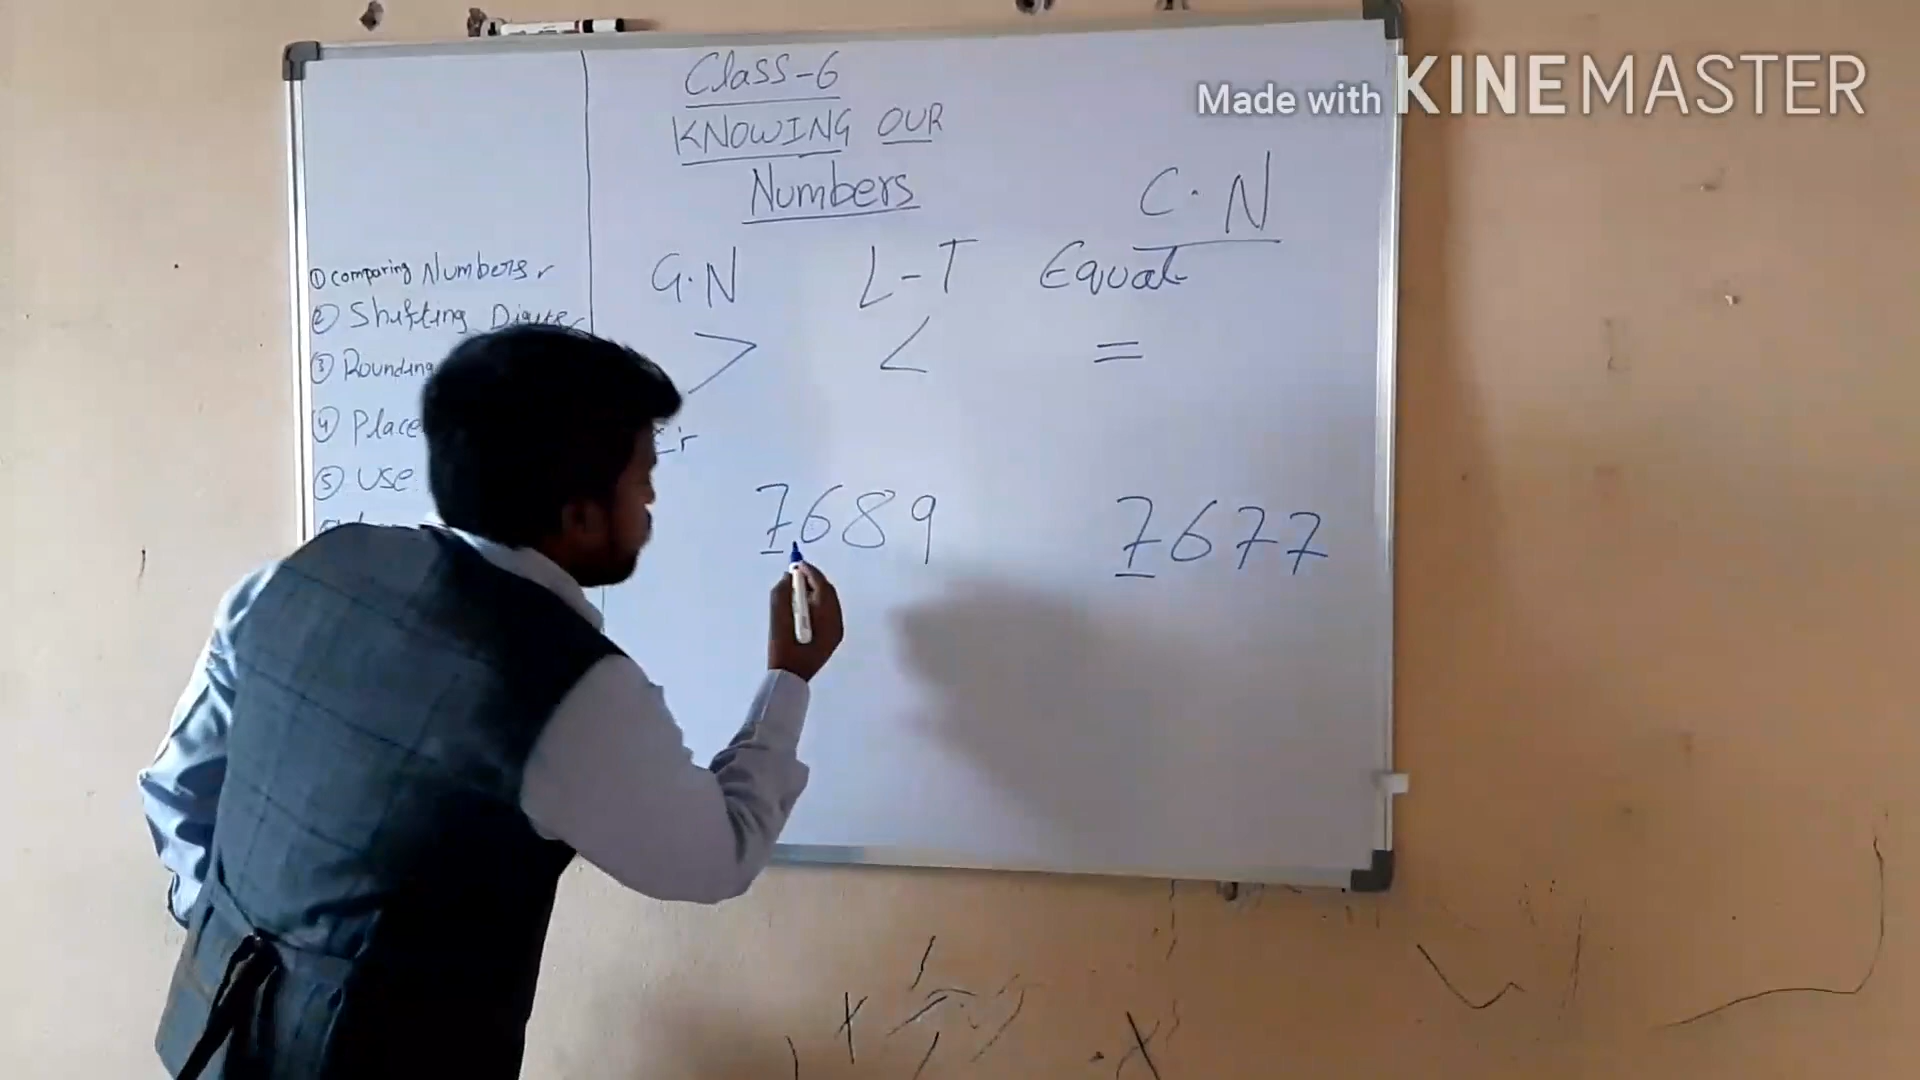 Made with KINEMASTER
Class-6
KNOWING OUR
Numbers
C.N
G.N L-T Equal
> < =
① comparing Numbers ✓
② Shifting Digits ✓
③ Rounding
④ Place
⑤ Use
7689 7677